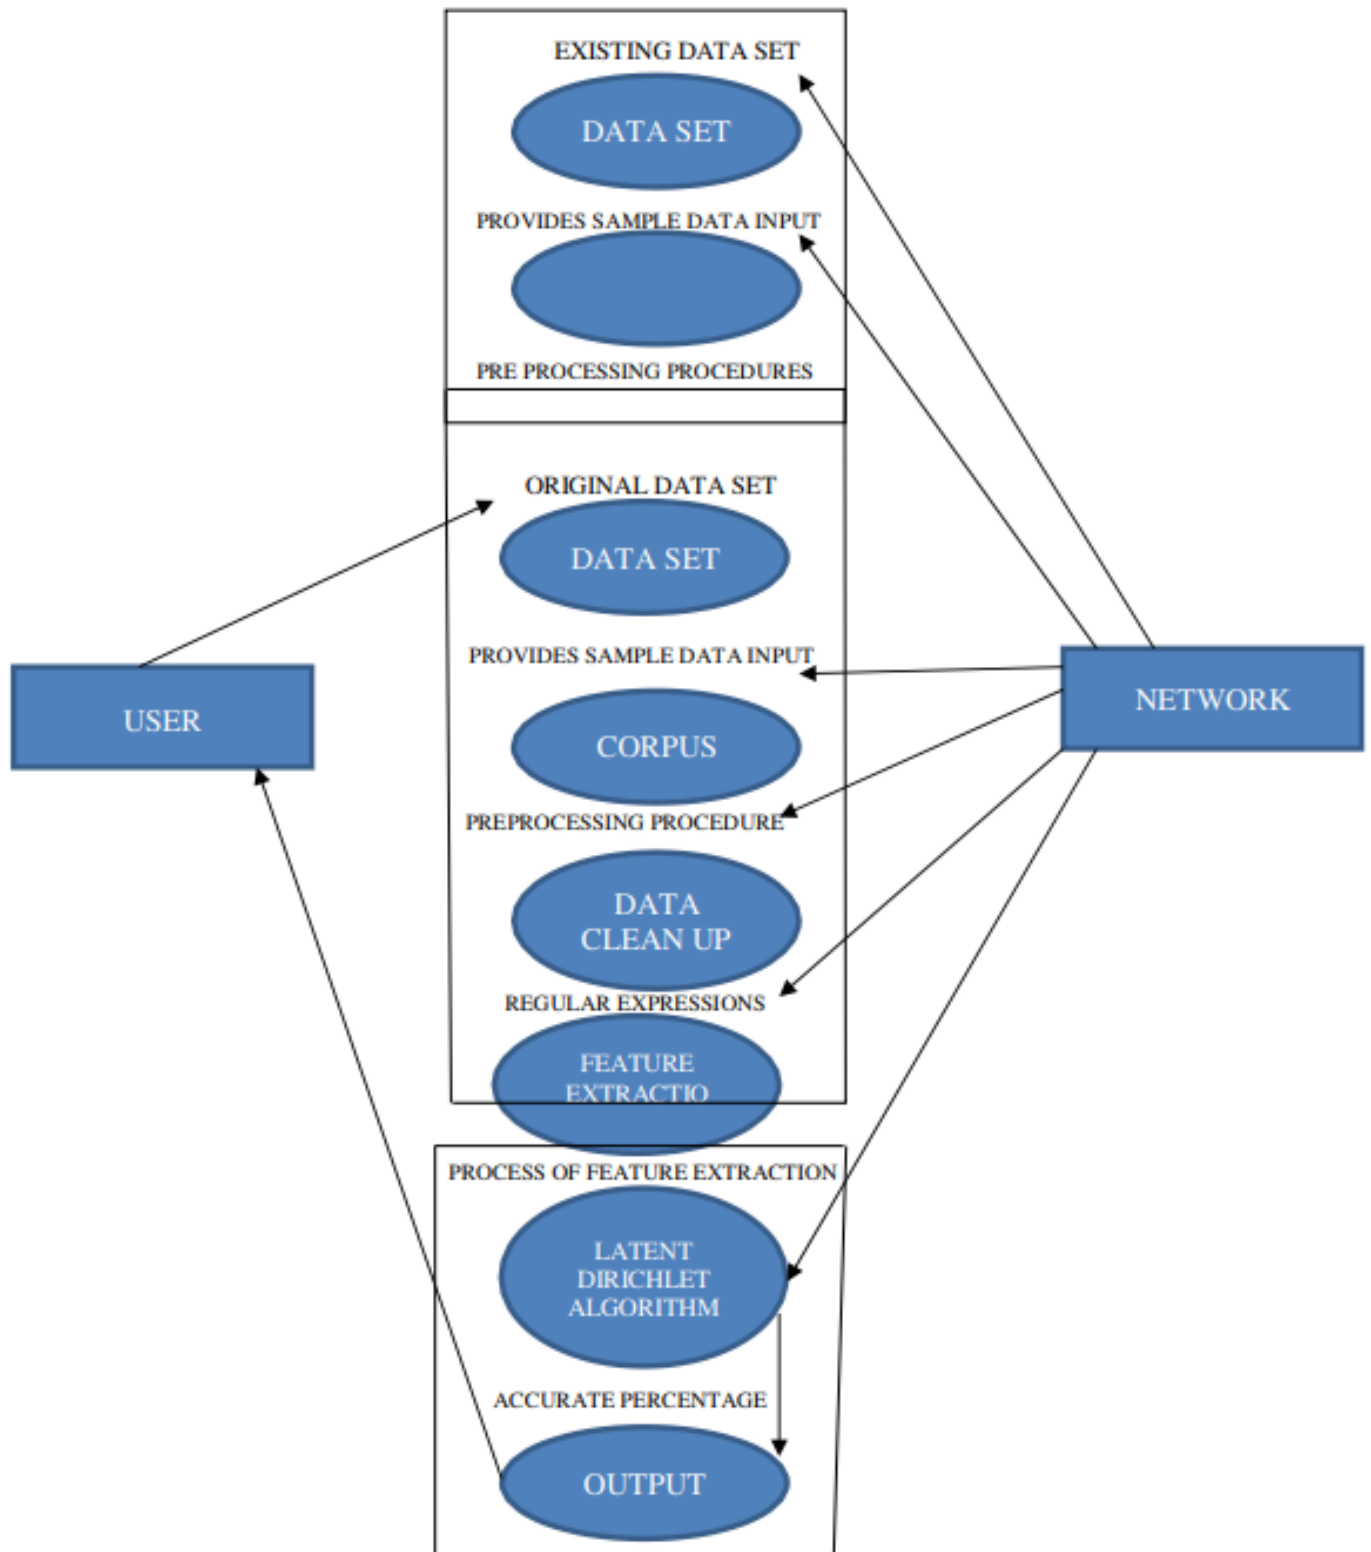 EXISTING DATA SET
DATA SET
PROVIDES SAMPLE DATA INPUT
PRE PROCESSING PROCEDURES
ORIGINAL DATA SET
DATA SET
PROVIDES SAMPLE DATA INPUT
USER
NETWORK
CORPUS
PREPROCESSING PROCEDURE
DATA
CLEAN UP
REGULAR EXPRESSIONS
FEATURE
EXTRACTIO
PROCESS OF FEATURE EXTRACTION
LATENT
DIRICHLET
ALGORITHM
ACCURATE PERCENTAGE
OUTPUT